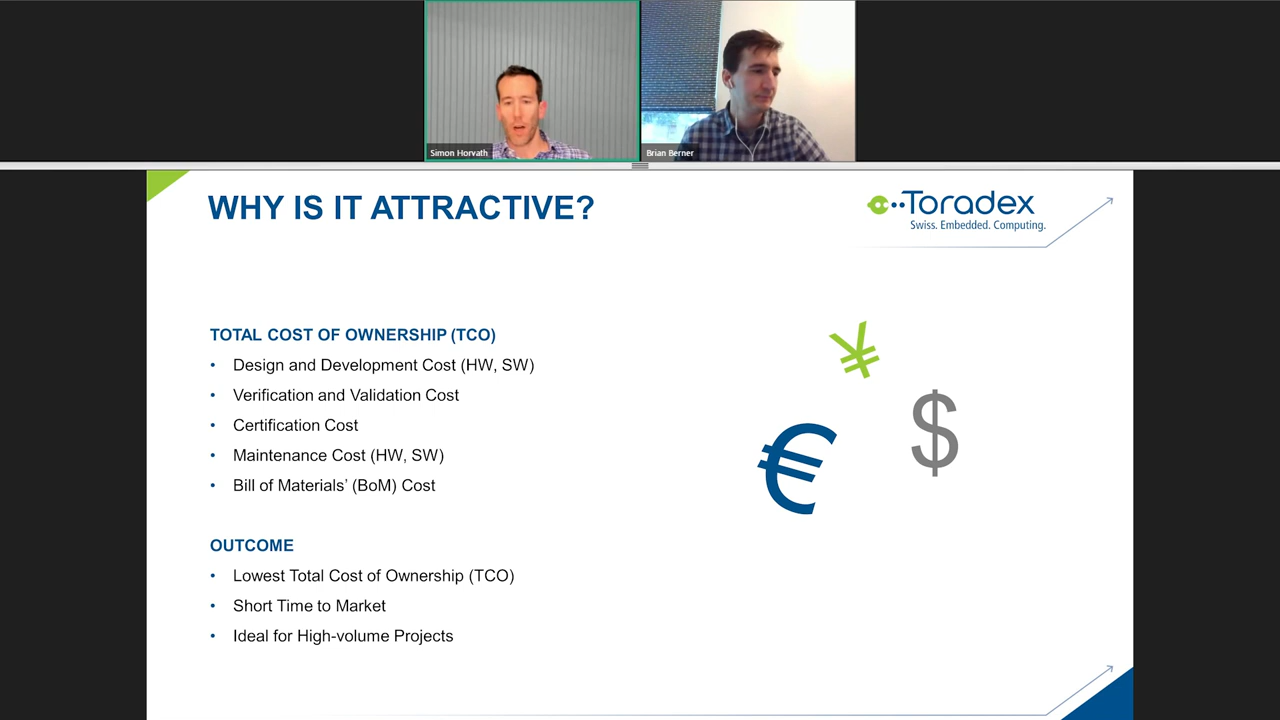 Simon Horvath
Brian Berner
WHY IS IT ATTRACTIVE?
Toradex
Swiss. Embedded. Computing.
TOTAL COST OF OWNERSHIP (TCO)
• Design and Development Cost (HW, SW)
• Verification and Validation Cost
• Certification Cost
• Maintenance Cost (HW, SW)
• Bill of Materials’ (BoM) Cost
¥
$
€
OUTCOME
• Lowest Total Cost of Ownership (TCO)
• Short Time to Market
• Ideal for High-volume Projects